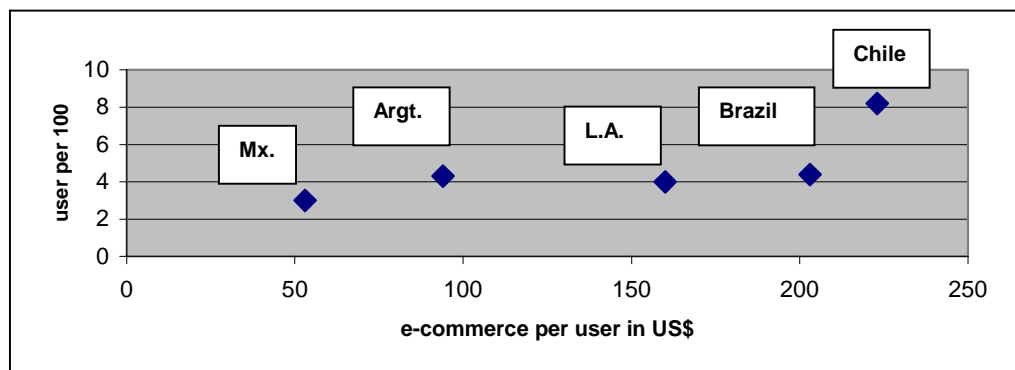 Chile
10
8
6
4
2
0
Argt.
Brazil
L.A.
Mx.
user per 100
0 50 100 150 200 250
e-commerce per user in US$